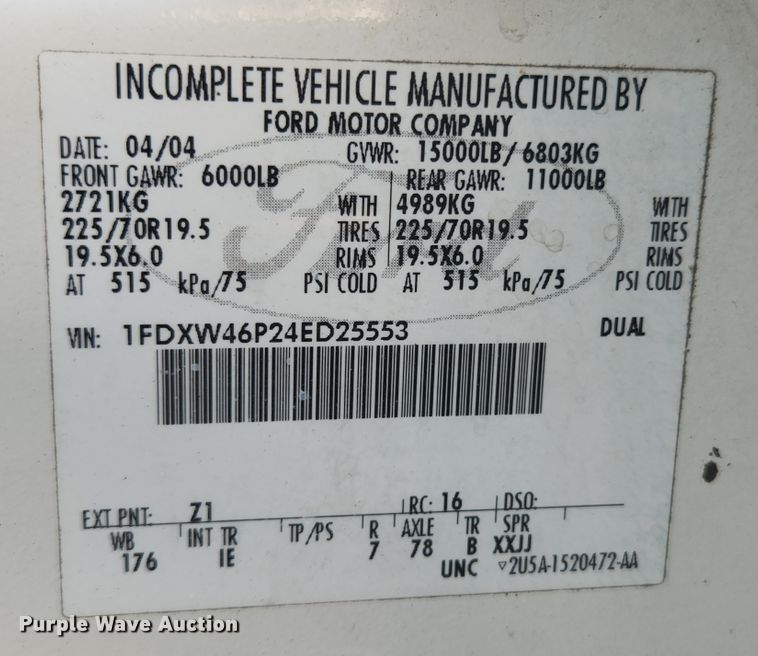 INCOMPLETE VEHICLE MANUFACTURED BY
FORD MOTOR COMPANY
DATE: 04/04 GVWR: 15000LB/6803KG
FRONT GAWR: 6000LB REAR GAWR: 11000LB
2721KG WITH 4989KG WITH
225/70R19.5 TIRES 225/70R19.5 TIRES
19.5X6.0 RIMS 19.5X6.0 RIMS
AT 515 kPa/75 PSI COLD AT 515 kPa/75 PSI COLD
VIN: 1FDXW46P24ED25553 DUAL
EXT PNT: Z1 RC: 16 DSO:
WB INT TR TP/PS R AXLE TR SPR
176 IE 7 78 B XXJJ
UNC ▽2U5A-1520472-AA
Ford
Purple Wave Auction